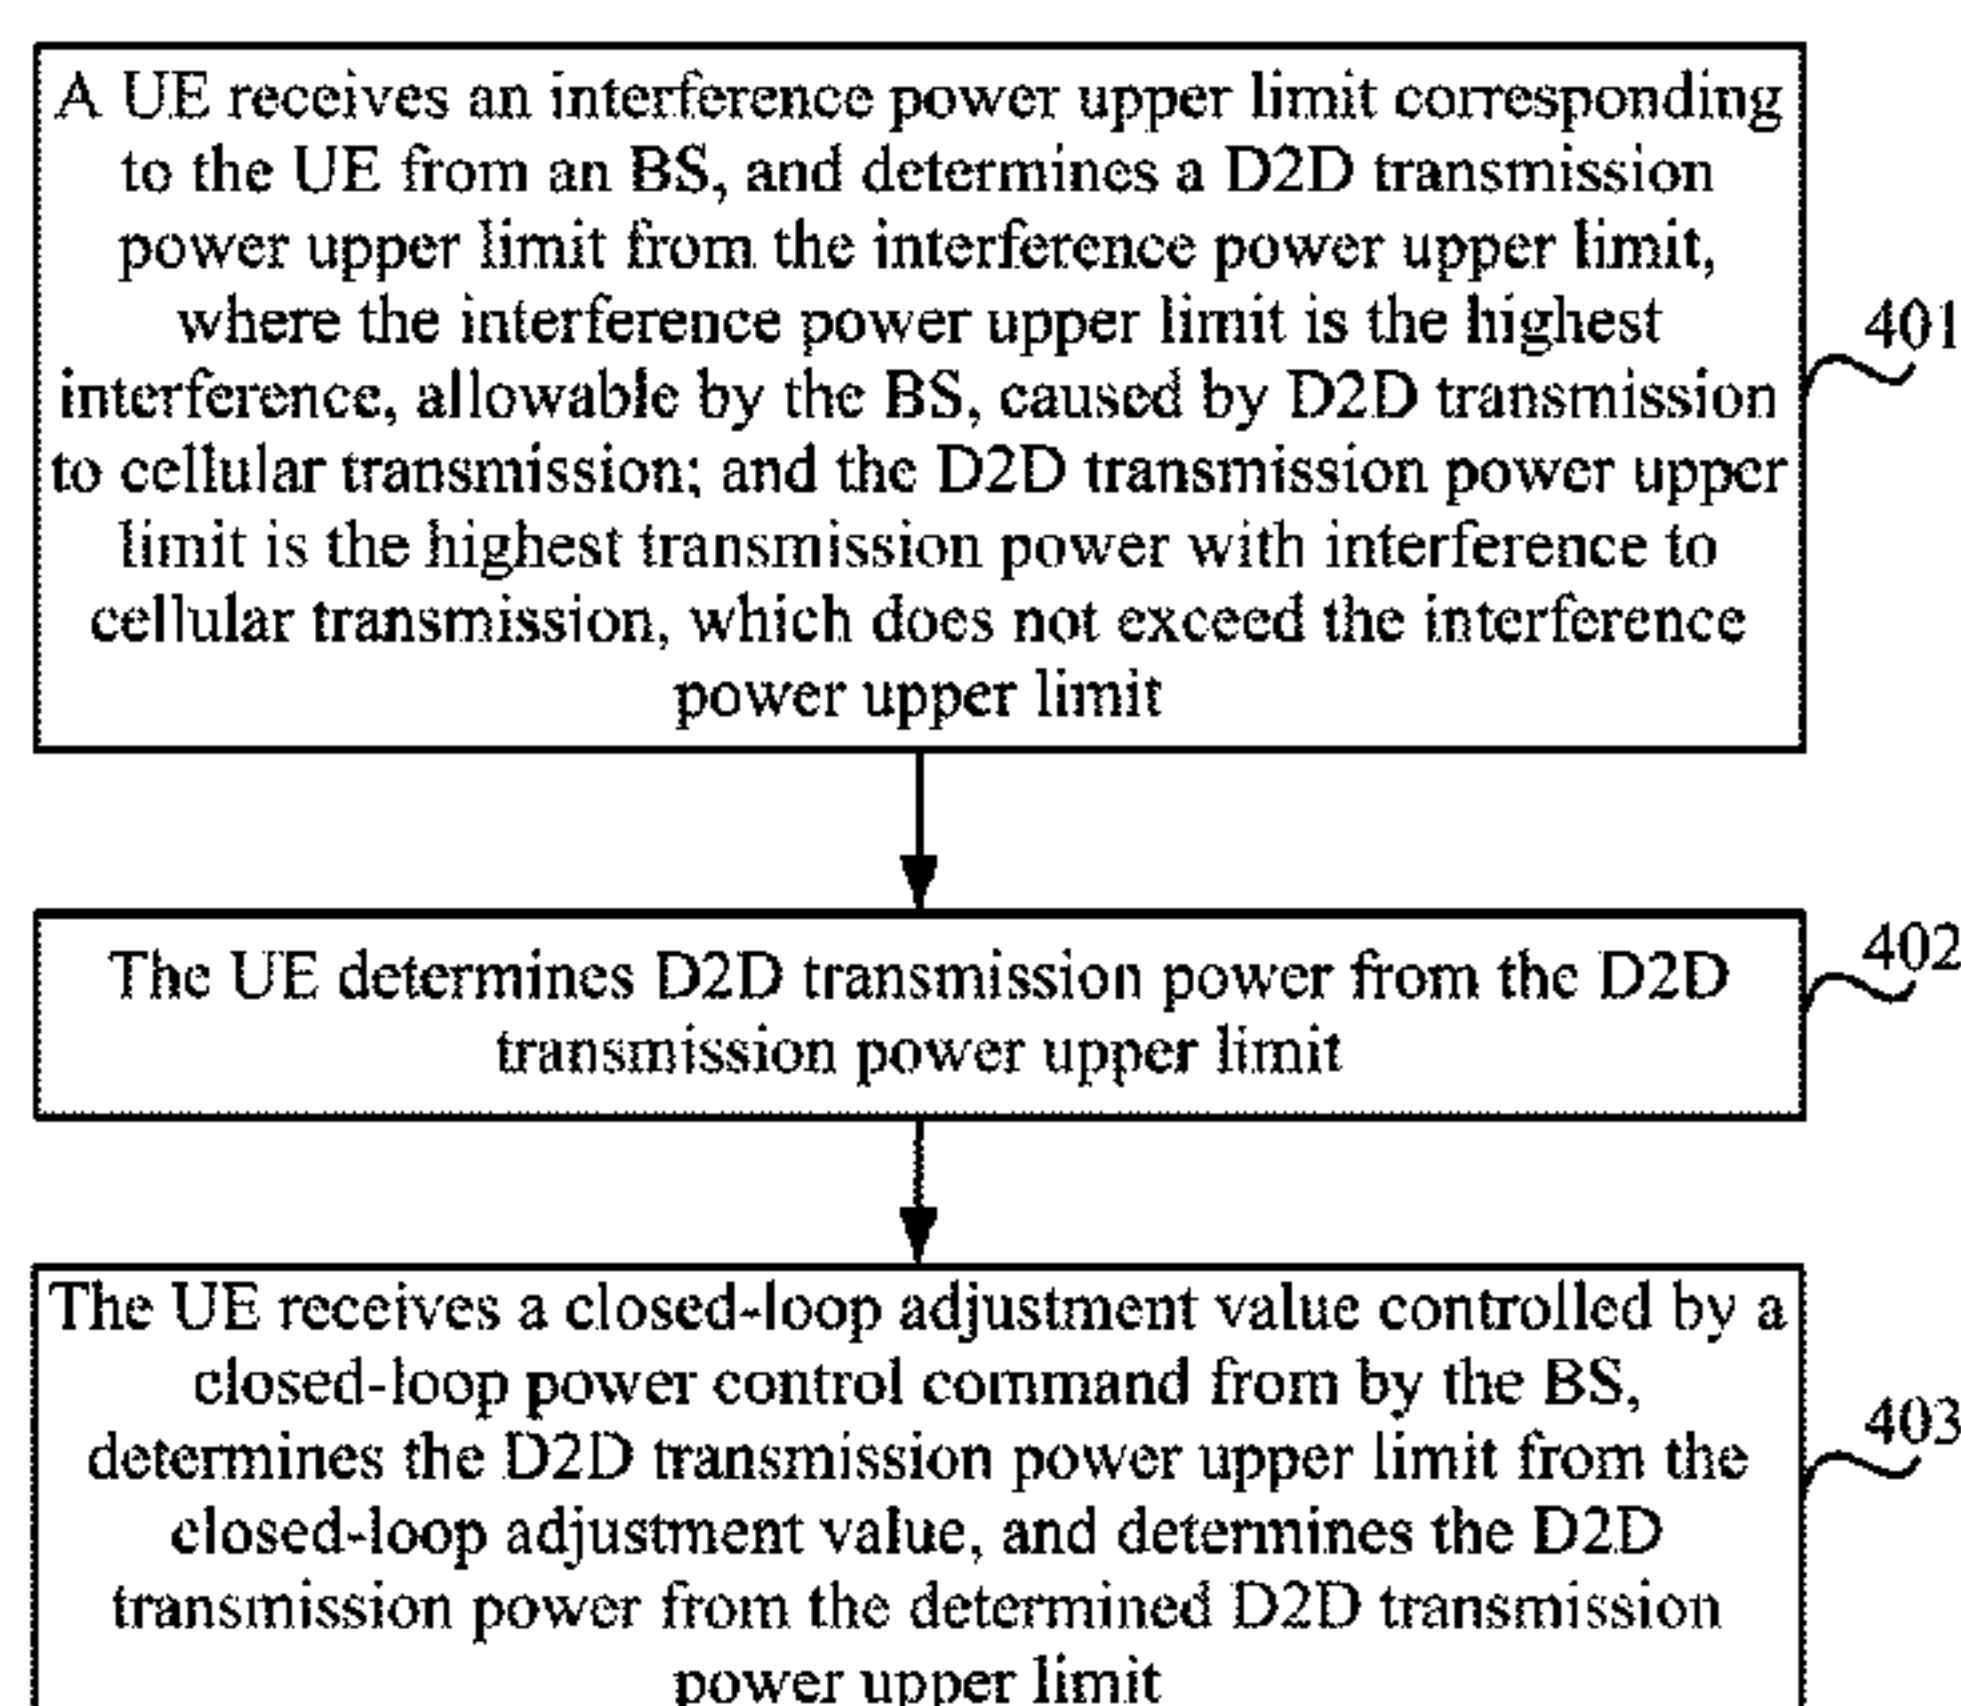 A UE receives an interference power upper limit corresponding
to the UE from an BS, and determines a D2D transmission
power upper limit from the interference power upper limit,
where the interference power upper limit is the highest
interference, allowable by the BS, caused by D2D transmission
to cellular transmission; and the D2D transmission power upper
limit is the highest transmission power with interference to
cellular transmission, which does not exceed the interference
power upper limit
401
The UE determines D2D transmission power from the D2D
transmission power upper limit
402
The UE receives a closed-loop adjustment value controlled by a
closed-loop power control command from by the BS,
determines the D2D transmission power upper limit from the
closed-loop adjustment value, and determines the D2D
transmission power from the determined D2D transmission
power upper limit
403